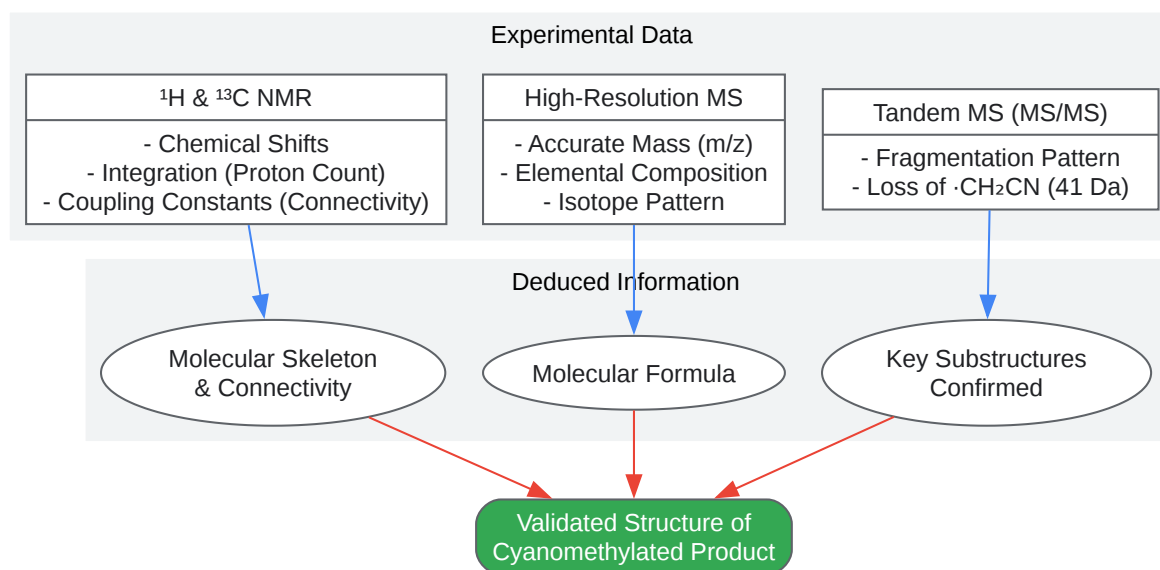 Experimental Data
¹H & ¹³C NMR
- Chemical Shifts
- Integration (Proton Count)
- Coupling Constants (Connectivity)
High-Resolution MS
- Accurate Mass (m/z)
- Elemental Composition
- Isotope Pattern
Tandem MS (MS/MS)
- Fragmentation Pattern
- Loss of ·CH₂CN (41 Da)
Deduced Information
Molecular Skeleton
& Connectivity
Molecular Formula
Key Substructures
Confirmed
Validated Structure of
Cyanomethylated Product